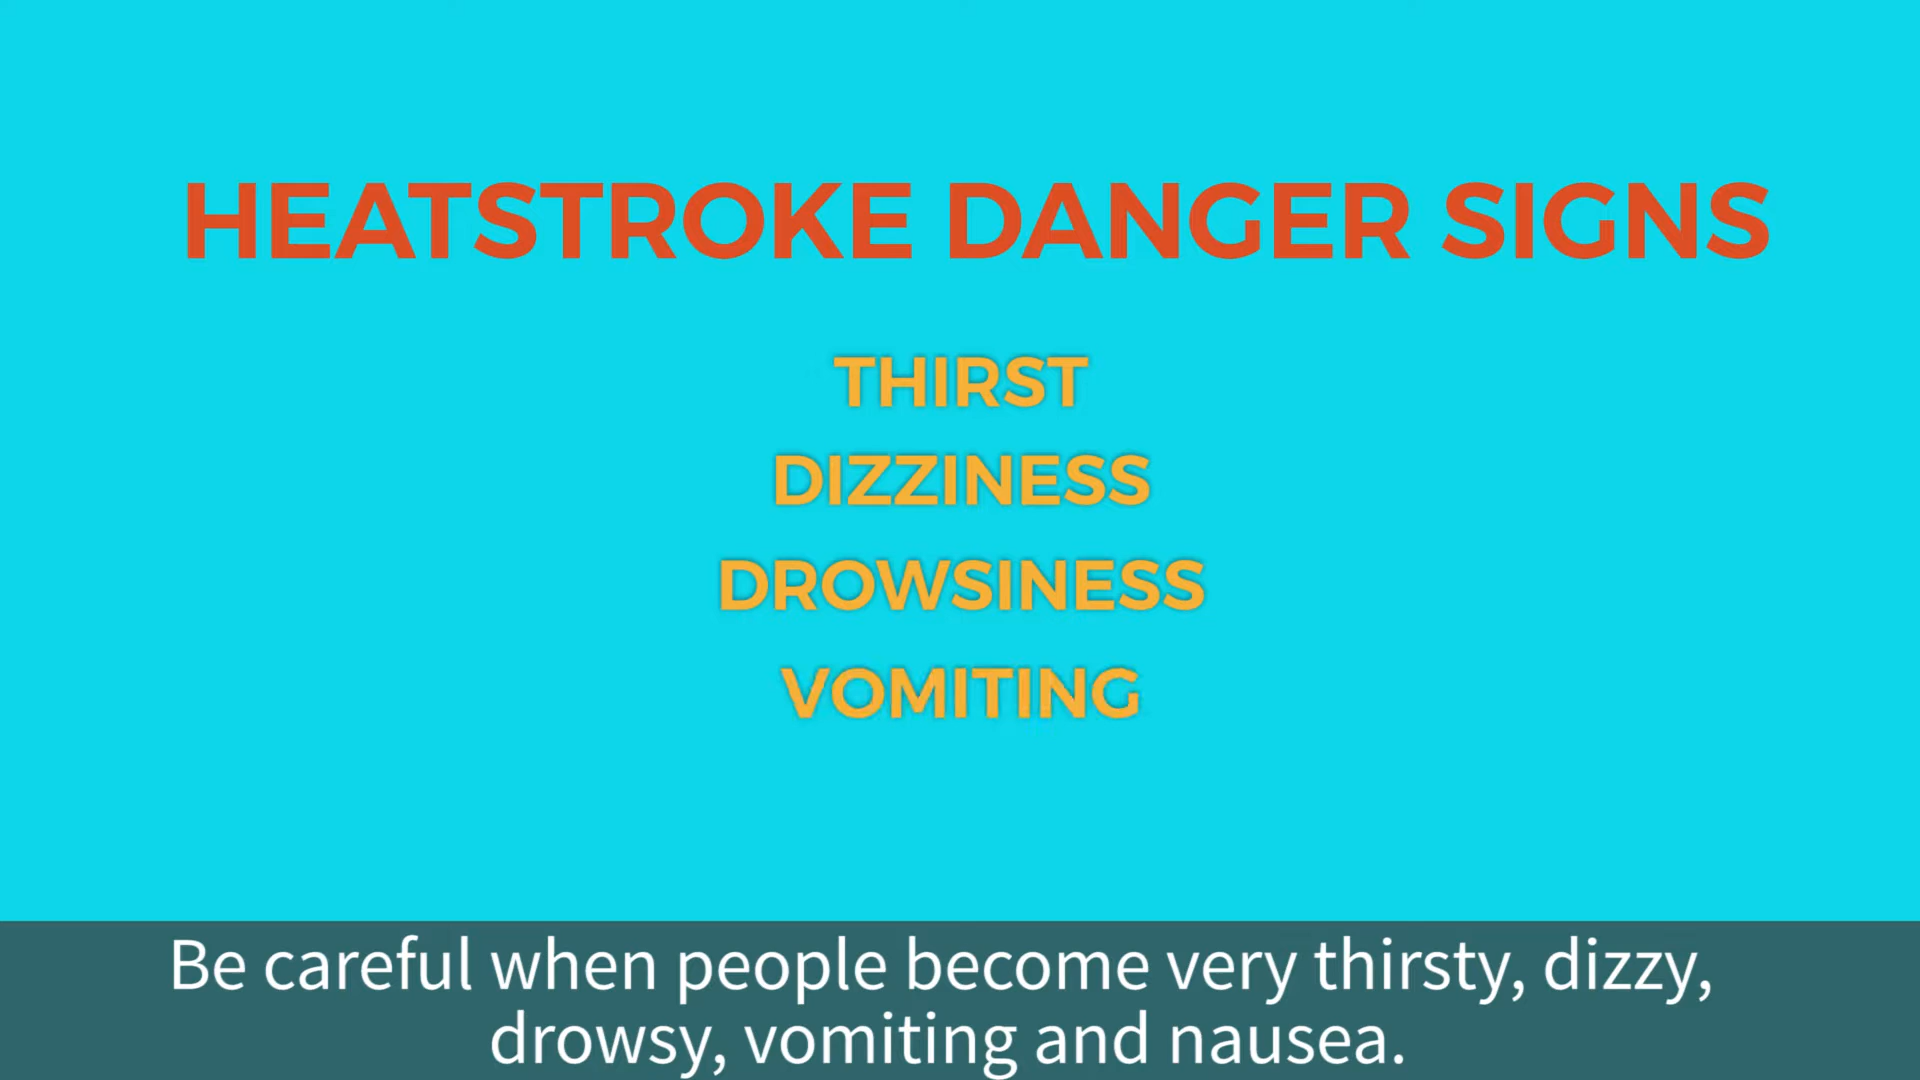 HEATSTROKE DANGER SIGNS
THIRST
DIZZINESS
DROWSINESS
VOMITING
Be careful when people become very thirsty, dizzy,
drowsy, vomiting and nausea.